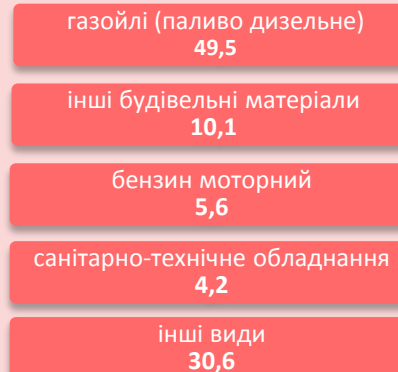 газойлі (паливо дизельне)
49,5
інші будівельні матеріали
10,1
бензин моторний
5,6
санітарно-технічне обладнання
4,2
інші види
30,6